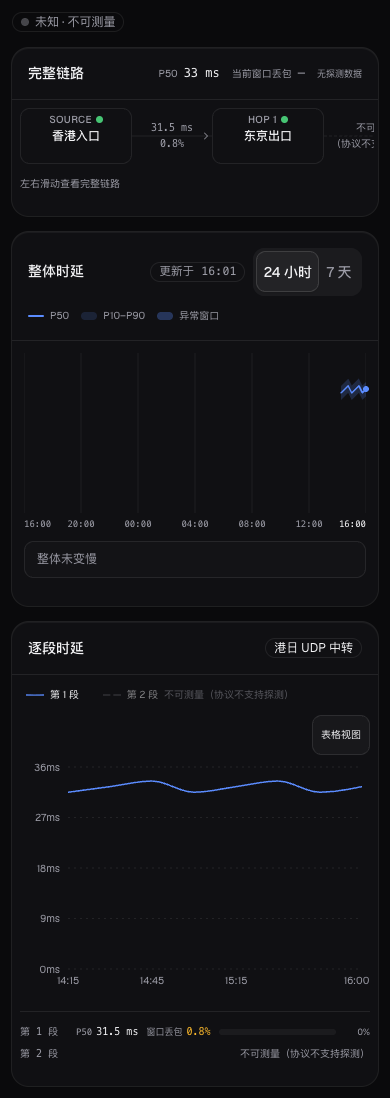 未知 · 不可测量
完整链路
P50 33 ms 当前窗口丢包 — 无探测数据
SOURCE
香港入口
31.5 ms
0.8%
HOP 1
东京出口
不可
(协议不支
左右滑动查看完整链路
整体时延
更新于 16:01
24 小时 7 天
P50 P10–P90 异常窗口
16:00 20:00 00:00 04:00 08:00 12:00 16:00
整体未变慢
逐段时延
港日 UDP 中转
第 1 段 第 2 段 不可测量（协议不支持探测）
表格视图
36ms
27ms
18ms
9ms
0ms
14:15 14:45 15:15 16:00
第 1 段 P50 31.5 ms 窗口丢包 0.8% 0%
第 2 段 不可测量（协议不支持探测）